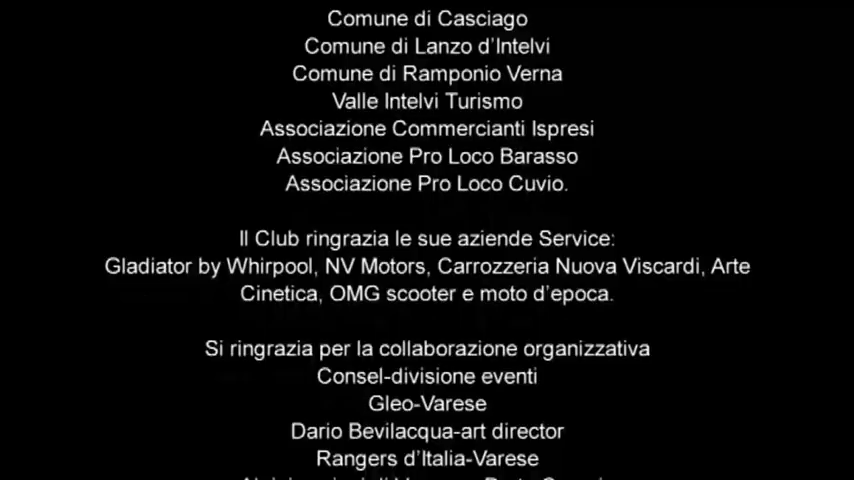 Comune di Casciago
Comune di Lanzo d'Intelvi
Comune di Ramponio Verna
Valle Intelvi Turismo
Associazione Commercianti Ispresi
Associazione Pro Loco Barasso
Associazione Pro Loco Cuvio.
Il Club ringrazia le sue aziende Service:
Gladiator by Whirpool, NV Motors, Carrozzeria Nuova Viscardi, Arte
Cinetica, OMG scooter e moto d'epoca.
Si ringrazia per la collaborazione organizzativa
Consel-divisione eventi
Gleo-Varese
Dario Bevilacqua-art director
Rangers d'Italia-Varese